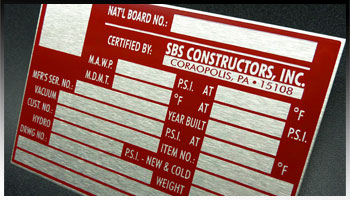 NAT'L BOARD NO.:
CERTIFIED BY: SBS CONSTRUCTORS, INC.
CORAOPOLIS, PA • 15108
M.A.W.P P.S.I. AT °F
M.D.M.T. °F AT P.S.I.
MFR'S SER. NO.: YEAR BUILT
VACUUM P.S.I. AT °F
CUST. NO.: ITEM NO.:
HYDRO P.S.I. - NEW & COLD
DRWG NO.: WEIGHT